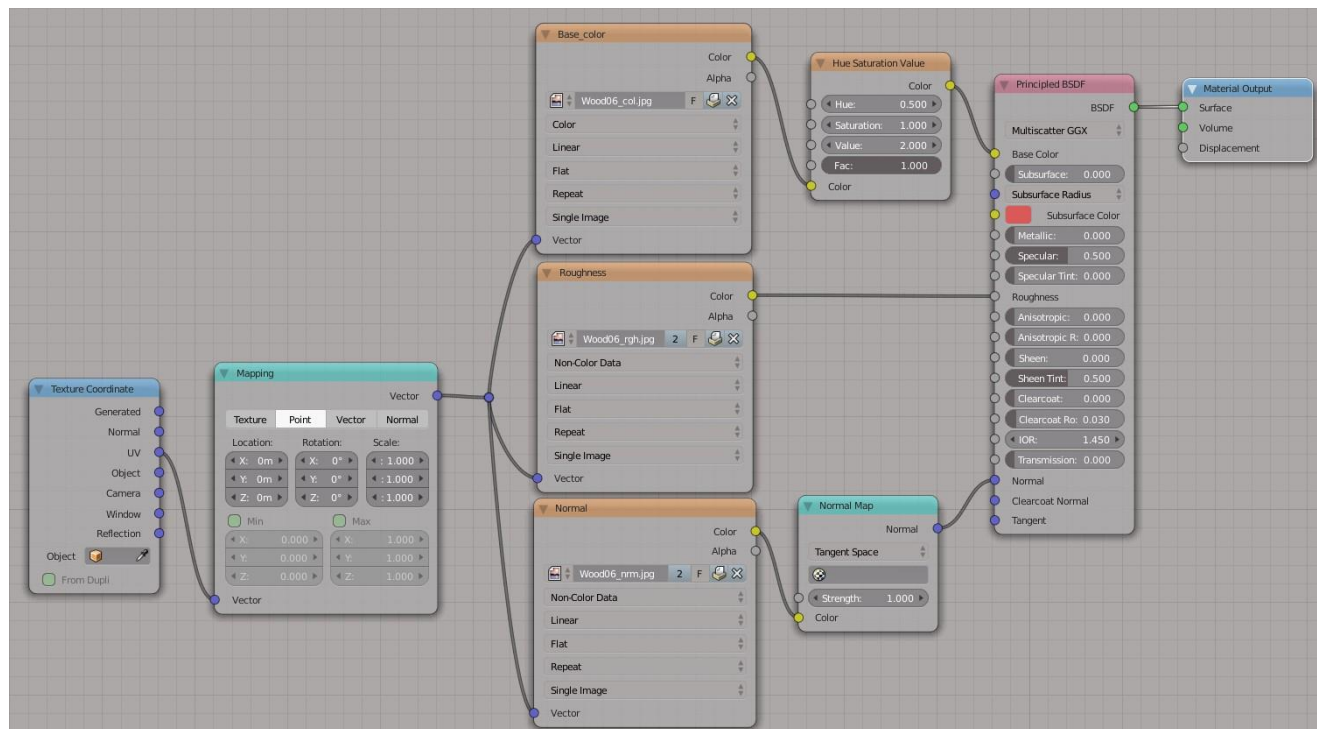 Texture Coordinate
Generated
Normal
UV
Object
Camera
Window
Reflection
Object
From Dupli
Mapping
Vector
Texture Point Vector Normal
Location: Rotation: Scale:
X: 0m X: 0° : 1.000
Y: 0m Y: 0° : 1.000
Z: 0m Z: 0° : 1.000
Min Max
X: 0.000 X: 1.000
Y: 0.000 Y: 1.000
Z: 0.000 Z: 1.000
Vector
Base_color
Color
Alpha
Wood06_col.jpg F
Color
Linear
Flat
Repeat
Single Image
Vector
Roughness
Color
Alpha
Wood06_rgh.jpg 2 F
Non-Color Data
Linear
Flat
Repeat
Single Image
Vector
Normal
Color
Alpha
Wood06_nrm.jpg 2 F
Non-Color Data
Linear
Flat
Repeat
Single Image
Vector
Hue Saturation Value
Color
Hue: 0.500
Saturation: 1.000
Value: 2.000
Fac: 1.000
Color
Normal Map
Normal
Tangent Space
Strength: 1.000
Color
Principled BSDF
BSDF
Multiscatter GGX
Base Color
Subsurface: 0.000
Subsurface Radius
Subsurface Color
Metallic: 0.000
Specular: 0.500
Specular Tint: 0.000
Roughness
Anisotropic: 0.000
Anisotropic R: 0.000
Sheen: 0.000
Sheen Tint: 0.500
Clearcoat: 0.000
Clearcoat Ro: 0.030
IOR: 1.450
Transmission: 0.000
Normal
Clearcoat Normal
Tangent
Material Output
Surface
Volume
Displacement